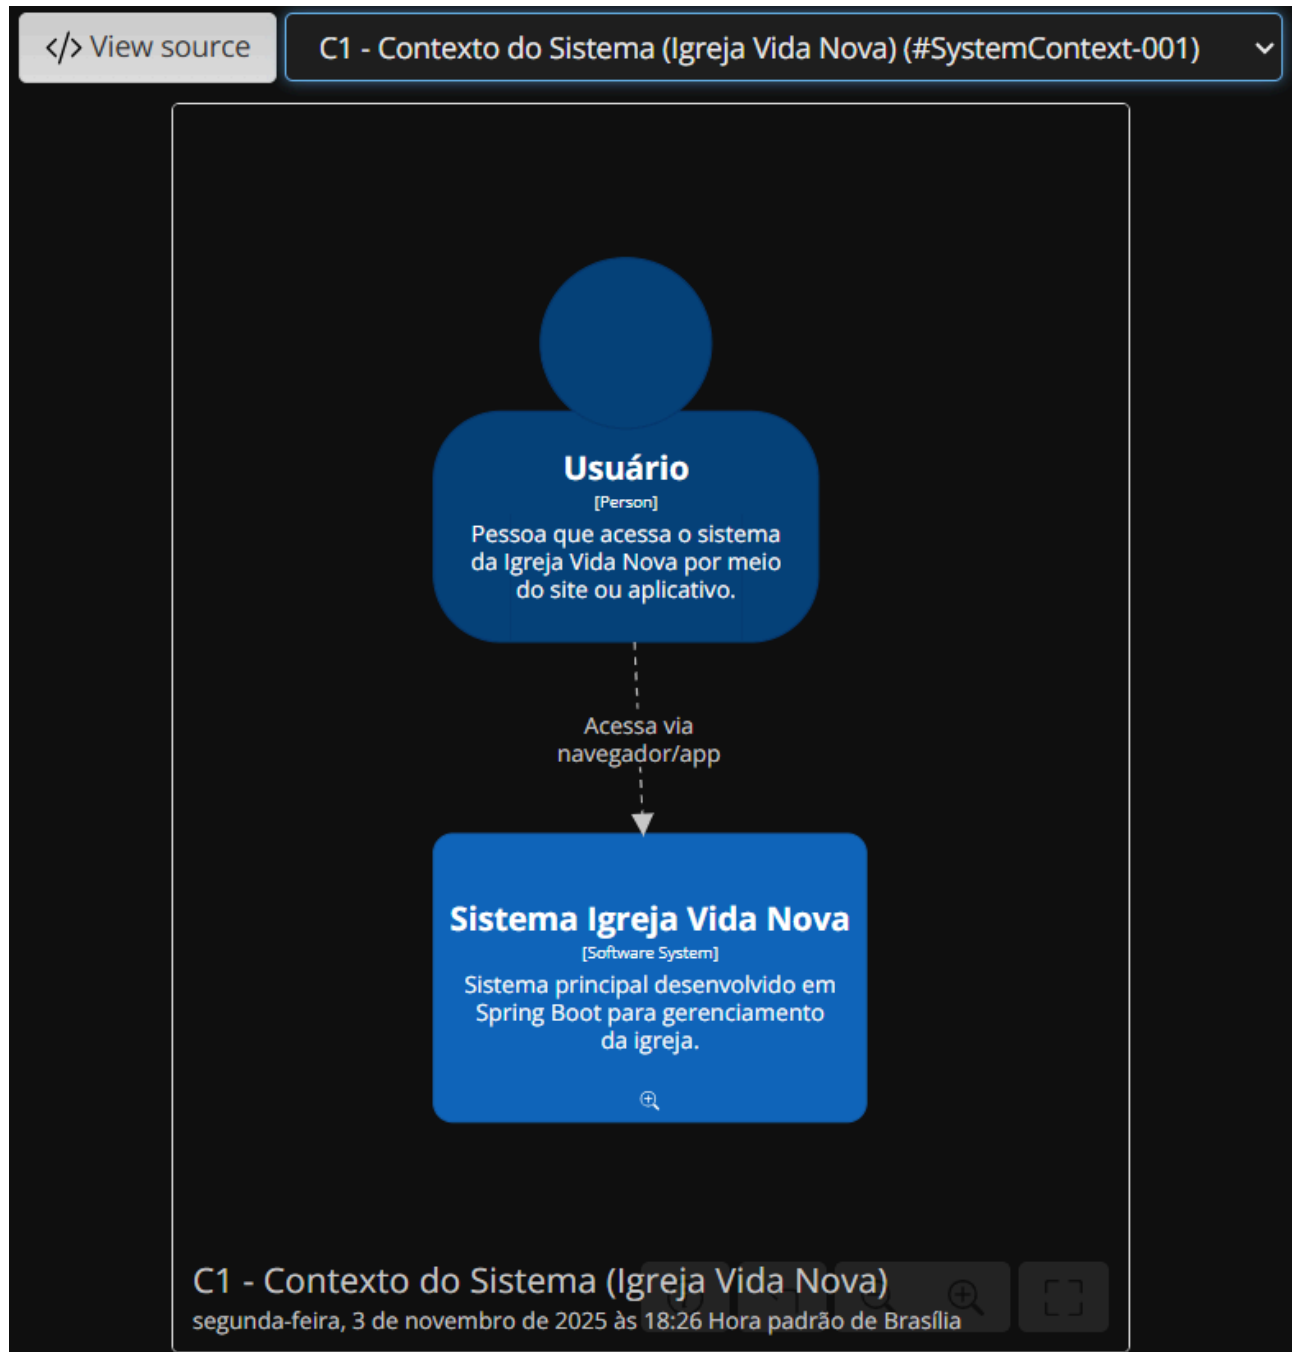 </> View source
C1 - Contexto do Sistema (Igreja Vida Nova) (#SystemContext-001)
Usuário
[Person]
Pessoa que acessa o sistema
da Igreja Vida Nova por meio
do site ou aplicativo.
Acessa via
navegador/app
Sistema Igreja Vida Nova
[Software System]
Sistema principal desenvolvido em
Spring Boot para gerenciamento
da igreja.
C1 - Contexto do Sistema (Igreja Vida Nova)
segunda-feira, 3 de novembro de 2025 às 18:26 Hora padrão de Brasília